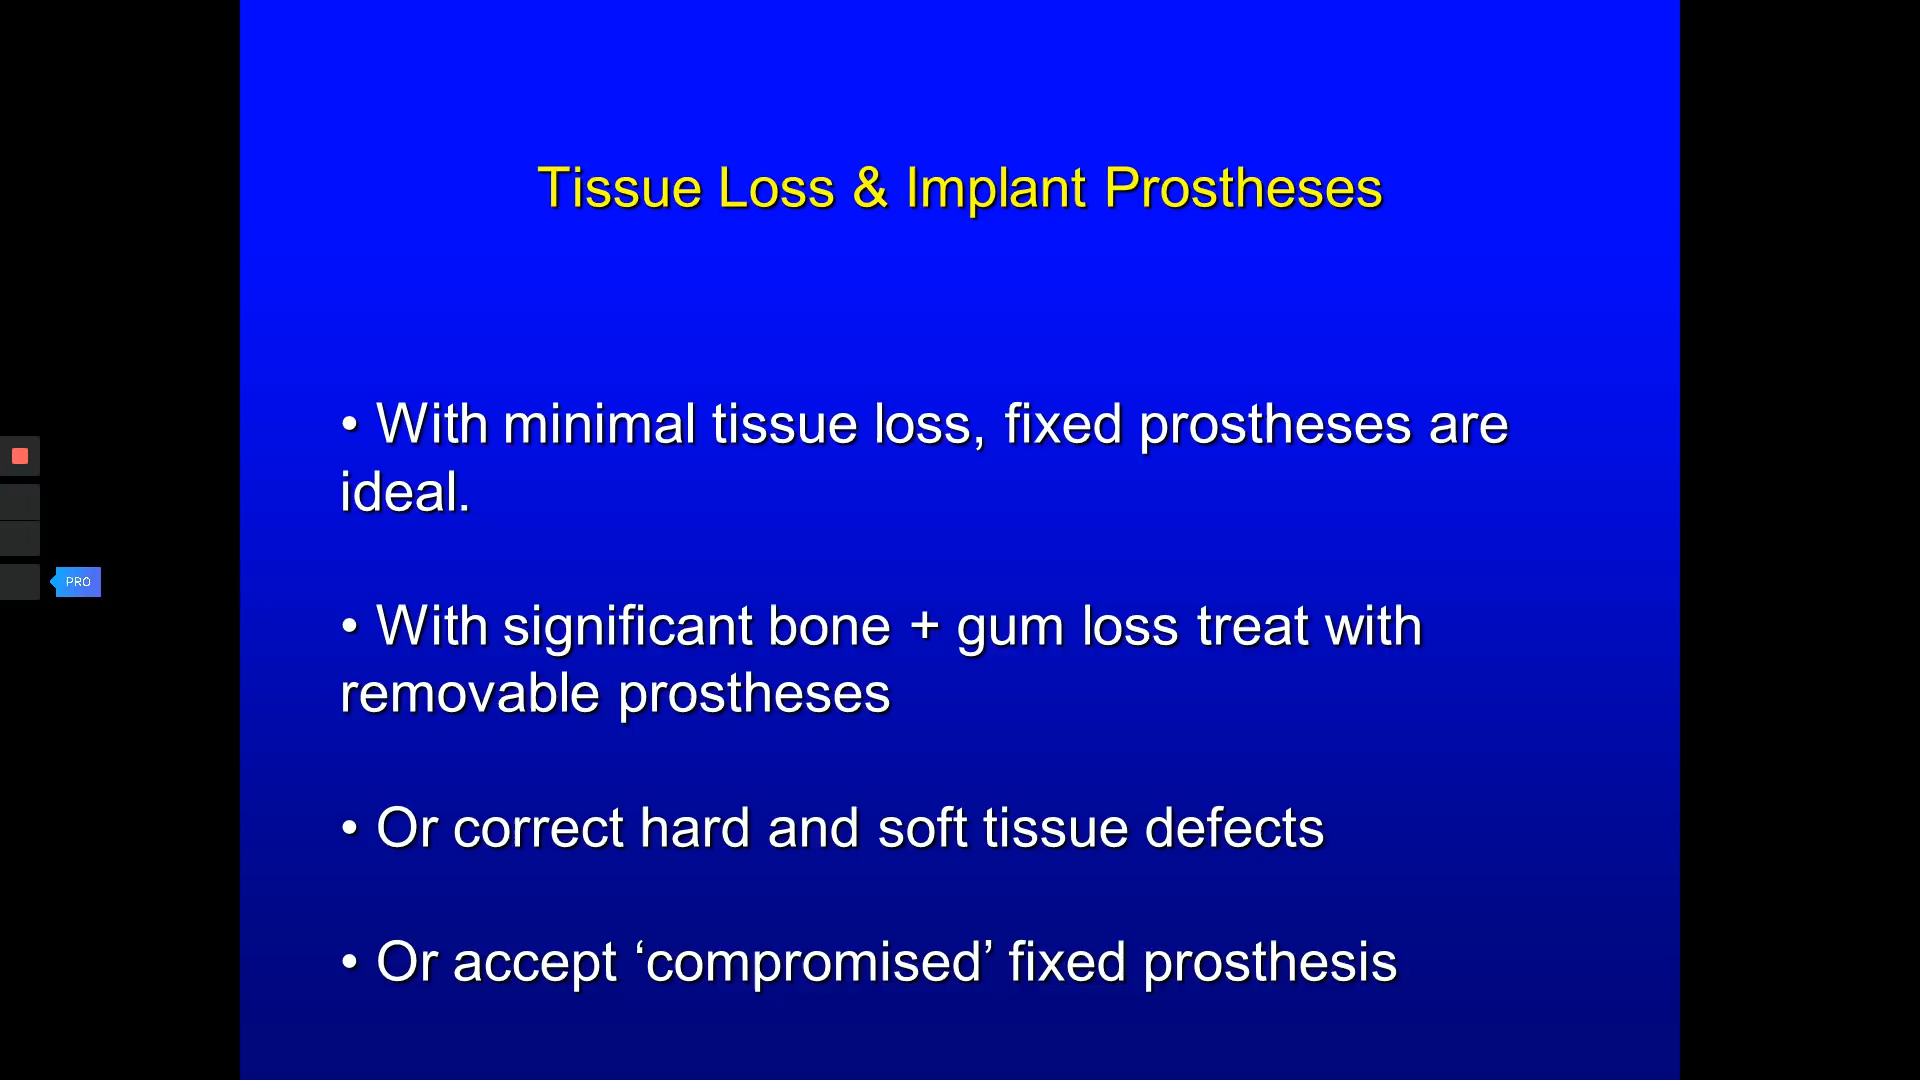 Tissue Loss & Implant Prostheses
• With minimal tissue loss, fixed prostheses are
ideal.
• With significant bone + gum loss treat with
removable prostheses
• Or correct hard and soft tissue defects
• Or accept ‘compromised’ fixed prosthesis
PRO